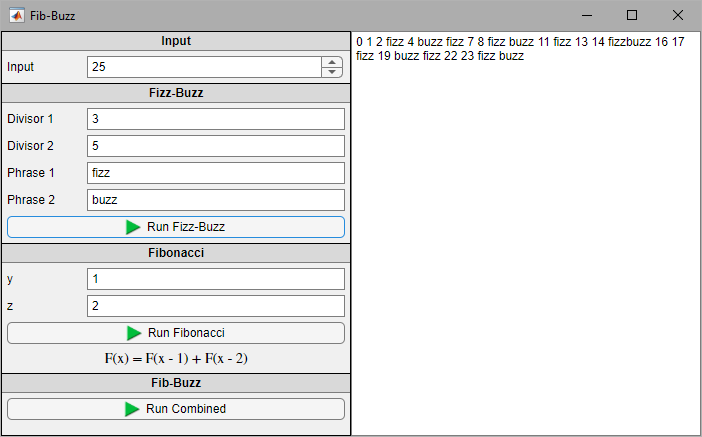 Fib-Buzz
Input
Input 25
Fizz-Buzz
Divisor 1 3
Divisor 2 5
Phrase 1 fizz
Phrase 2 buzz
Run Fizz-Buzz
Fibonacci
y 1
z 2
Run Fibonacci
F(x) = F(x - 1) + F(x - 2)
Fib-Buzz
Run Combined
0 1 2 fizz 4 buzz fizz 7 8 fizz buzz 11 fizz 13 14 fizzbuzz 16 17
fizz 19 buzz fizz 22 23 fizz buzz